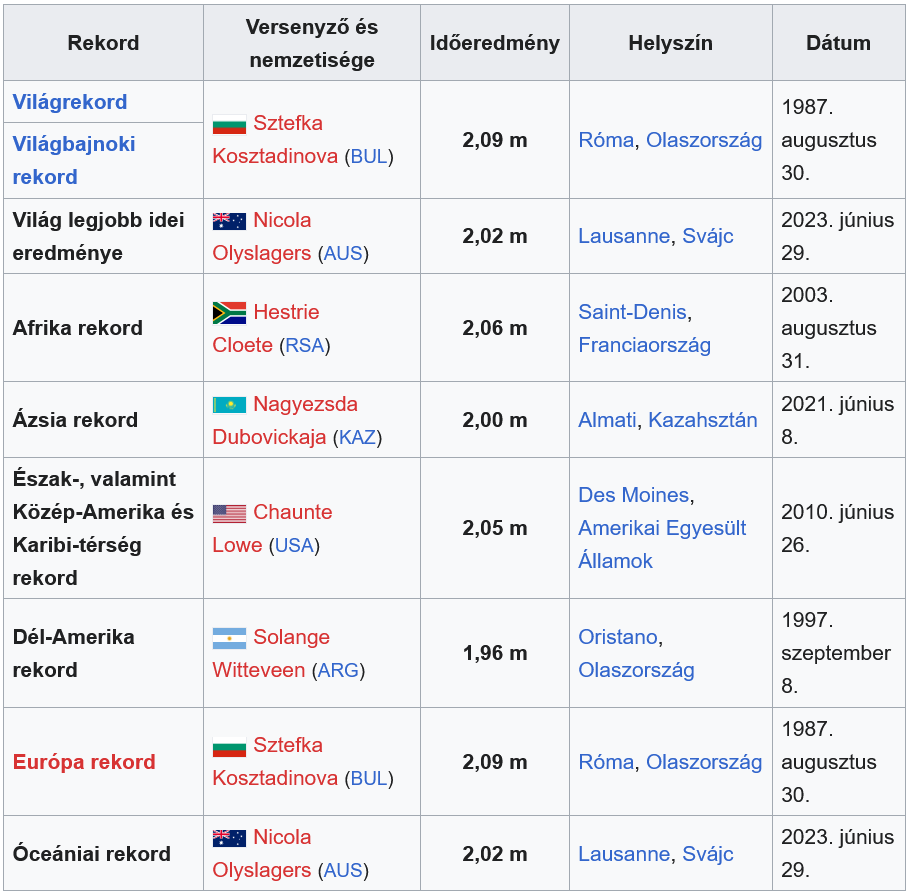 Rekord
Versenyző és
nemzetisége
Időeredmény
Helyszín
Dátum
Világrekord
Világbajnoki
rekord
Sztefka
Kosztadinova (BUL)
2,09 m
Róma, Olaszország
1987.
augusztus
30.
Világ legjobb idei
eredménye
Nicola
Olyslagers (AUS)
2,02 m
Lausanne, Svájc
2023. június
29.
Afrika rekord
Hestrie
Cloete (RSA)
2,06 m
Saint-Denis,
Franciaország
2003.
augusztus
31.
Ázsia rekord
Nagyezsda
Dubovickaja (KAZ)
2,00 m
Almati, Kazahsztán
2021. június
8.
Észak-, valamint
Közép-Amerika és
Karibi-térség
rekord
Chaunte
Lowe (USA)
2,05 m
Des Moines,
Amerikai Egyesült
Államok
2010. június
26.
Dél-Amerika
rekord
Solange
Witteveen (ARG)
1,96 m
Oristano,
Olaszország
1997.
szeptember
8.
Európa rekord
Sztefka
Kosztadinova (BUL)
2,09 m
Róma, Olaszország
1987.
augusztus
30.
Óceániai rekord
Nicola
Olyslagers (AUS)
2,02 m
Lausanne, Svájc
2023. június
29.